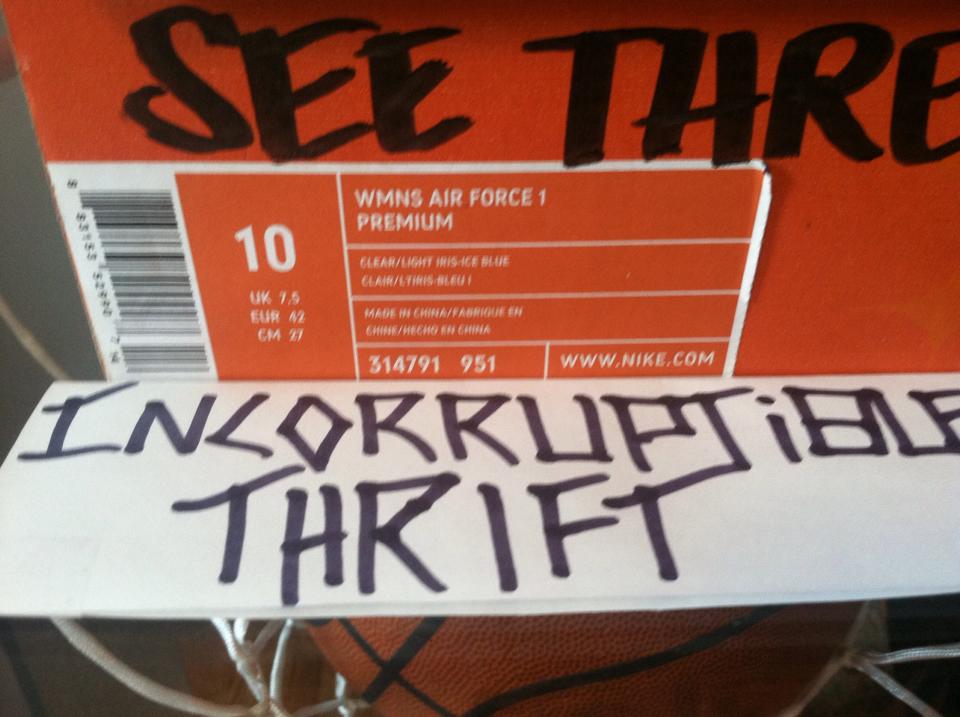 SEE THRE
10
UK 7.5
EUR 42
CM 27
WMNS AIR FORCE 1
PREMIUM
CLEAR/LIGHT IRIS-ICE BLUE
CLAIR/LTIRIS-BLEU I
MADE IN CHINA/FABRIQUE EN
CHINE/HECHO EN CHINA
314791 951
WWW.NIKE.COM
INCORRUPTiBLE
THRIFT